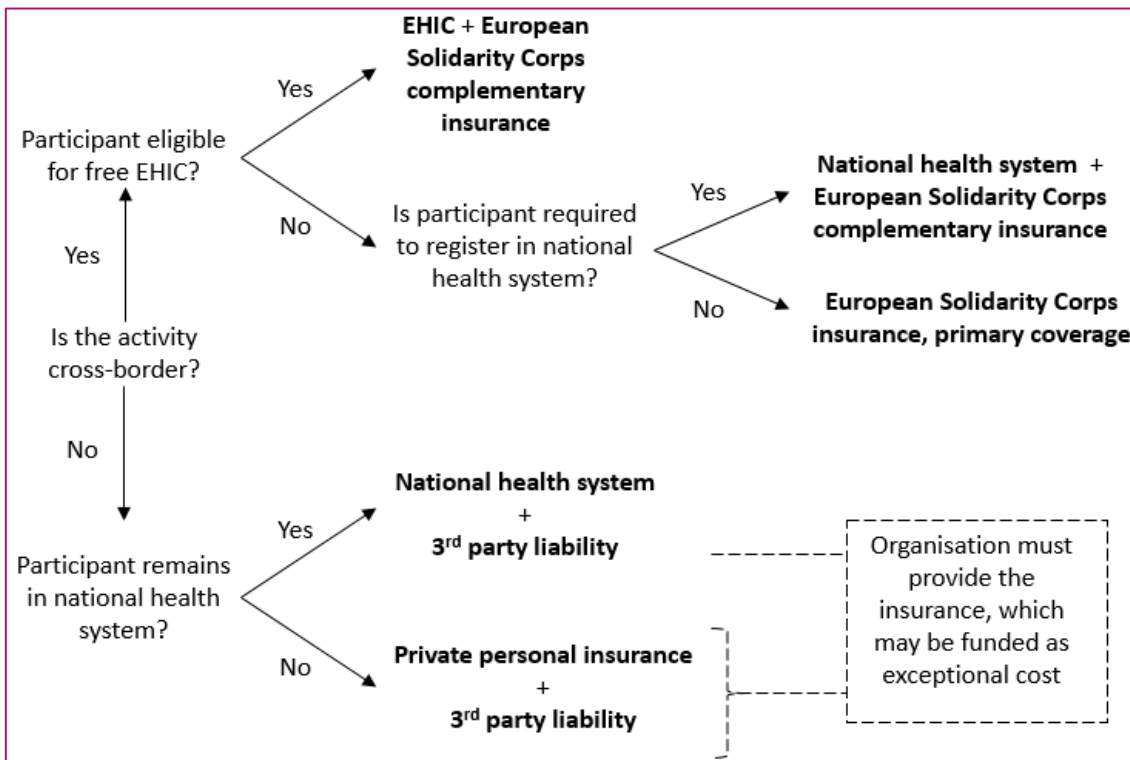 EHIC + European
Solidarity Corps
complementary
insurance
Yes
Participant eligible
for free EHIC?
No
Is participant required
to register in national
health system?
Yes
National health system +
European Solidarity Corps
complementary insurance
No
European Solidarity Corps
insurance, primary coverage
Yes
Is the activity
cross-border?
No
Participant remains
in national health
system?
Yes
National health system
+
3rd party liability
No
Private personal insurance
+
3rd party liability
Organisation must
provide the
insurance, which
may be funded as
exceptional cost